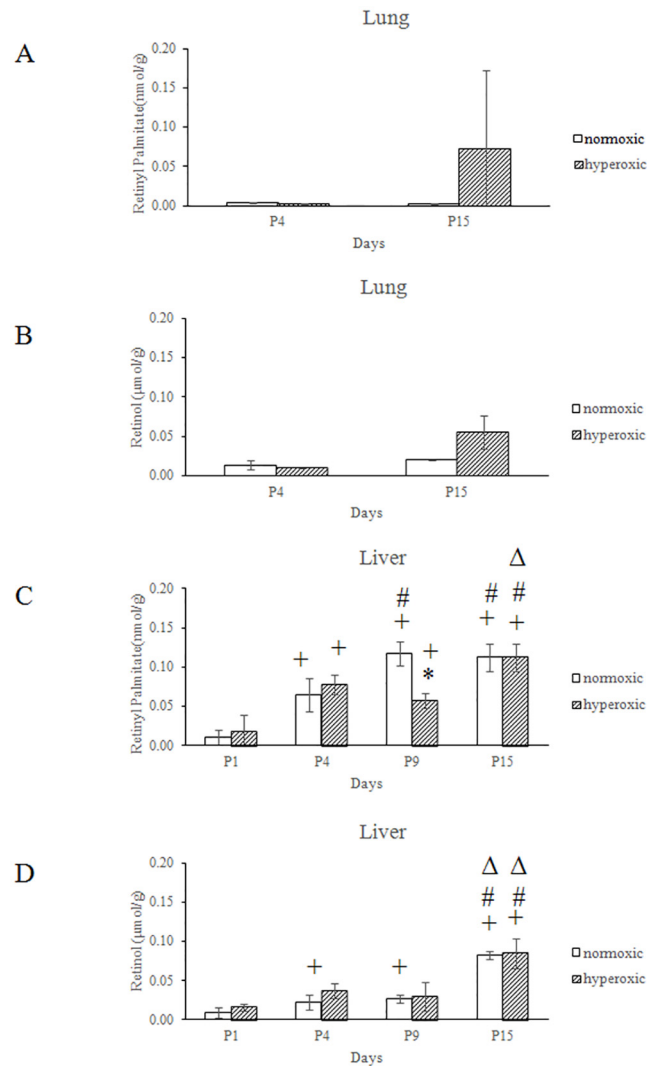 A
Lung
Retinyl Palmitate(nmol/g)
0.20
0.15
0.10
0.05
0.00
P4 P15
Days
normoxic
hyperoxic
B
Lung
Retinol (μmol/g)
0.20
0.15
0.10
0.05
0.00
P4 P15
Days
normoxic
hyperoxic
C
Liver
Retinyl Palmitate(nmol/g)
Δ
# # #
+ + + + + +
*
0.20
0.15
0.10
0.05
0.00
P1 P4 P9 P15
Days
normoxic
hyperoxic
D
Liver
Retinol (μmol/g)
Δ Δ
# #
+ + + +
0.20
0.15
0.10
0.05
0.00
P1 P4 P9 P15
Days
normoxic
hyperoxic